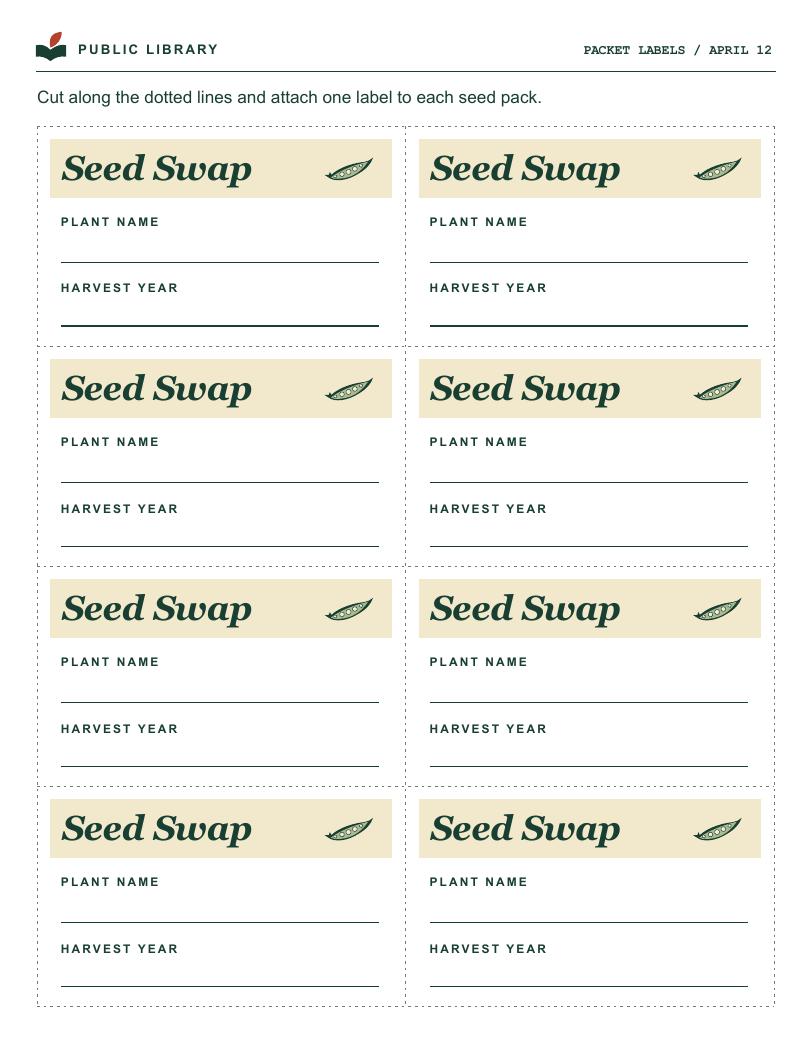 PUBLIC LIBRARY
PACKET LABELS / APRIL 12
Cut along the dotted lines and attach one label to each seed pack.
Seed Swap
PLANT NAME
HARVEST YEAR
Seed Swap
PLANT NAME
HARVEST YEAR
Seed Swap
PLANT NAME
HARVEST YEAR
Seed Swap
PLANT NAME
HARVEST YEAR
Seed Swap
PLANT NAME
HARVEST YEAR
Seed Swap
PLANT NAME
HARVEST YEAR
Seed Swap
PLANT NAME
HARVEST YEAR
Seed Swap
PLANT NAME
HARVEST YEAR